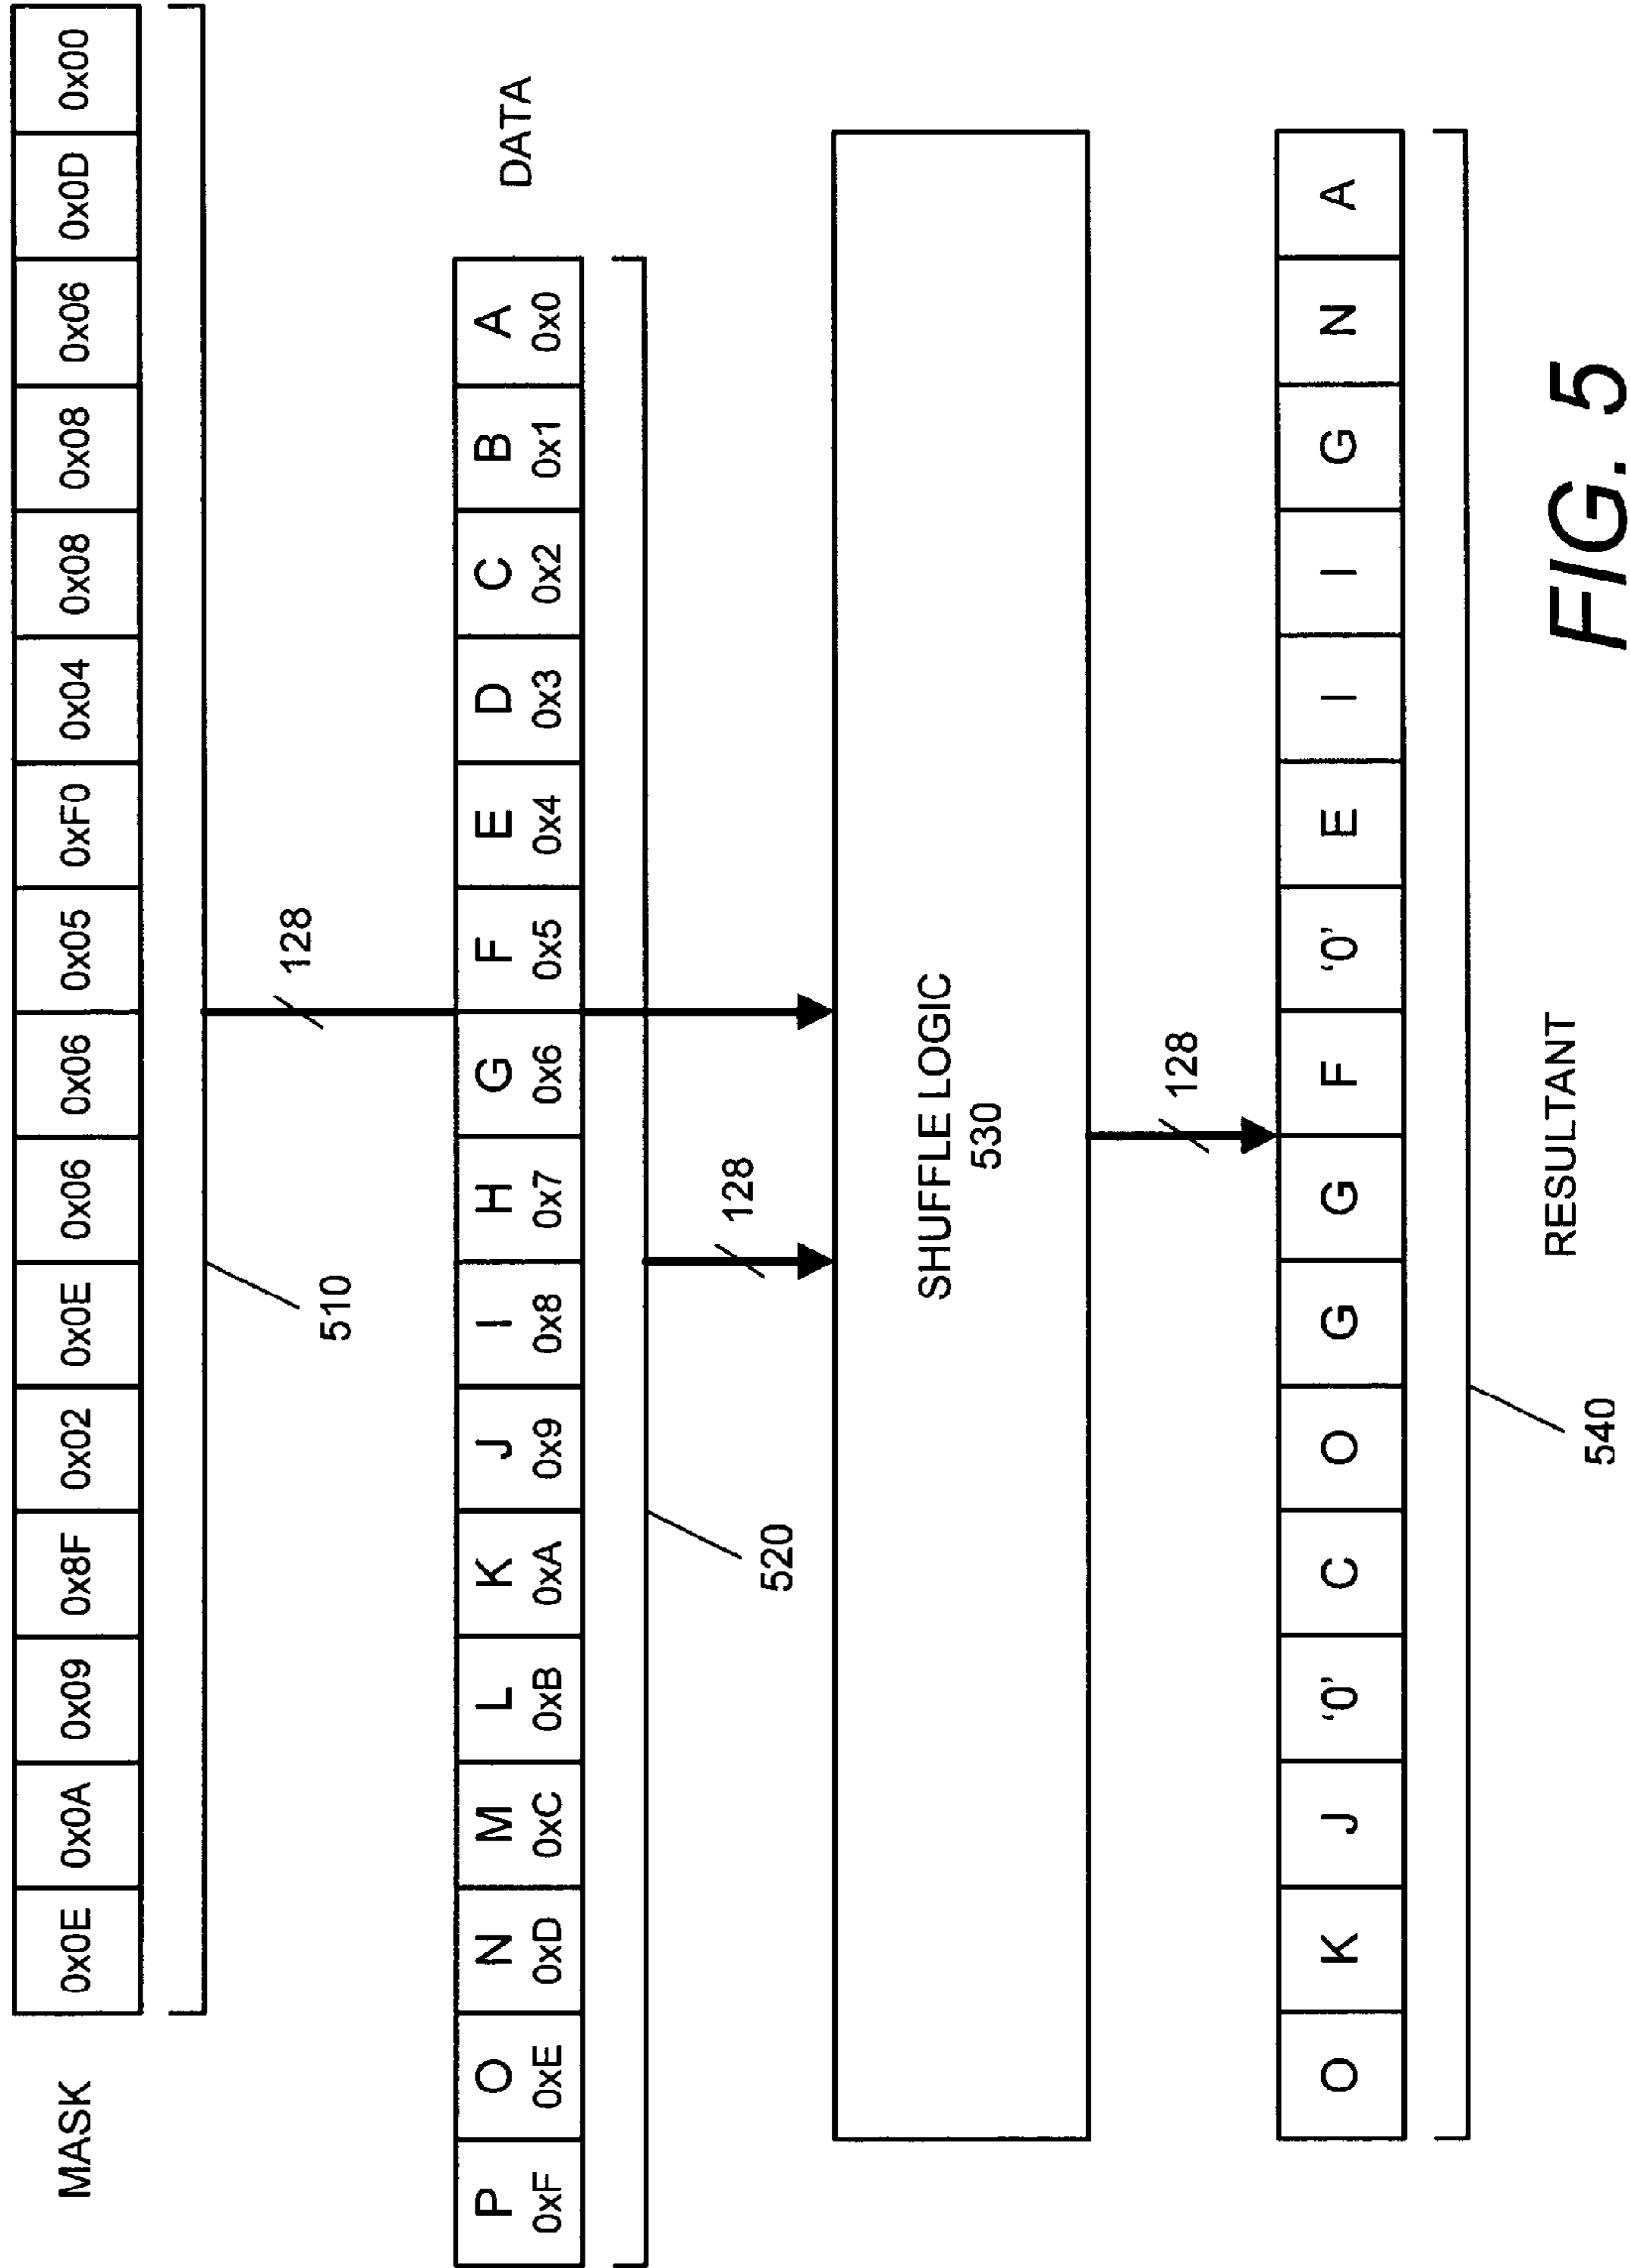 MASK 0x0E 0x0A 0x09 0x8F 0x02 0x0E 0x06 0x06 0x05 0xF0 0x04 0x08 0x08 0x06 0x0D 0x00
128
510
P O N M L K J I H G F E D C B A DATA
0xF 0xE 0xD 0xC 0xB 0xA 0x9 0x8 0x7 0x6 0x5 0x4 0x3 0x2 0x1 0x0
128
520
SHUFFLE LOGIC
530
128
O K J '0' C O G G F '0' E I I G N A
RESULTANT
540
FIG. 5